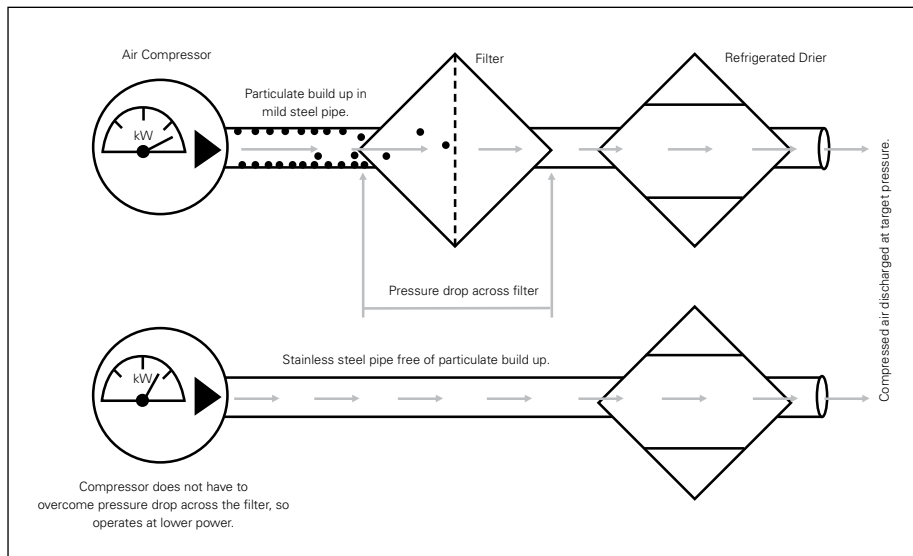 Air Compressor
Filter
Refrigerated Drier
Particulate build up in
mild steel pipe.
kW
Pressure drop across filter
Compressed air discharged at target pressure.
Stainless steel pipe free of particulate build up.
kW
Compressor does not have to
overcome pressure drop across the filter, so
operates at lower power.